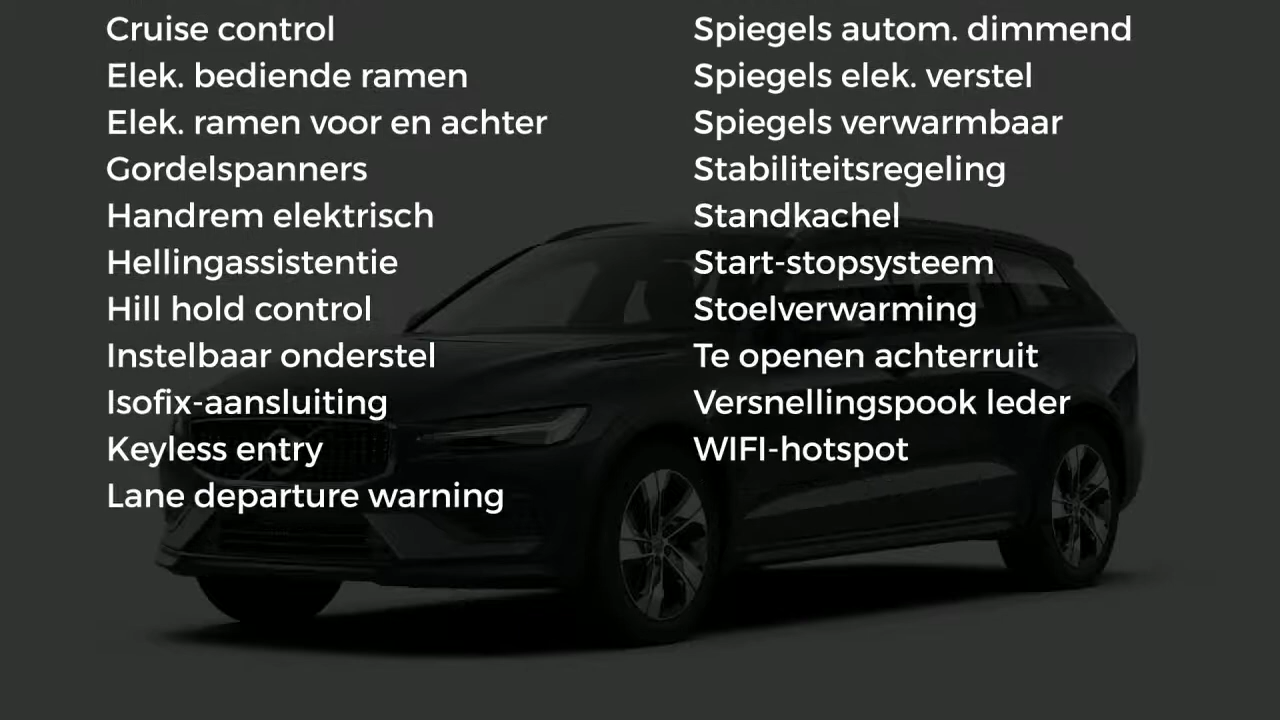 Cruise control
Elek. bediende ramen
Elek. ramen voor en achter
Gordelspanners
Handrem elektrisch
Hellingassistentie
Hill hold control
Instelbaar onderstel
Isofix-aansluiting
Keyless entry
Lane departure warning
Spiegels autom. dimmend
Spiegels elek. verstel
Spiegels verwarmbaar
Stabiliteitsregeling
Standkachel
Start-stopsysteem
Stoelverwarming
Te openen achterruit
Versnellingspook leder
WIFI-hotspot